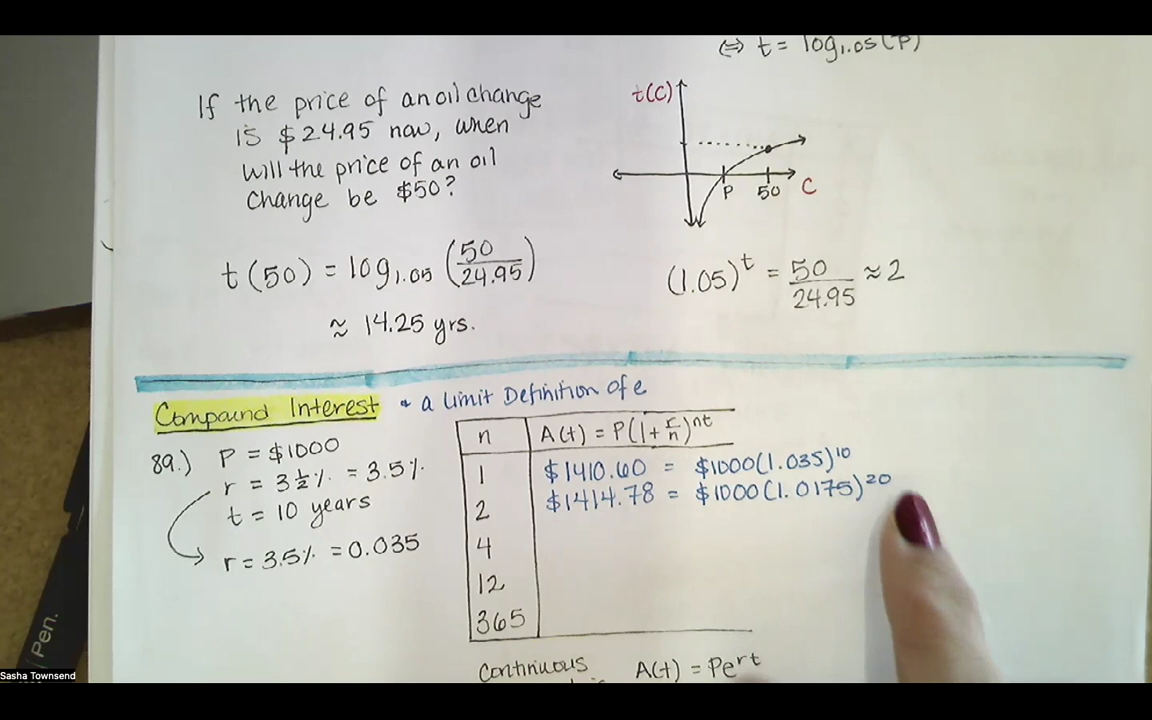 ⇔ t = log₁.₀₅(P)
If the price of an oil change
is $24.95 now, when
will the price of an oil
change be $50?
t(C)
P 50 C
t(50) = log₁.₀₅ (50/24.95)
(1.05)^t = 50/24.95 ≈ 2
≈ 14.25 yrs.
Compound Interest + a Limit Definition of e
89.) P = $1000
r = 3½% = 3.5%
t = 10 years
r = 3.5% = 0.035
n A(t) = P(1+r/n)^nt
1 $1410.60 = $1000(1.035)^10
2 $1414.78 = $1000(1.0175)^20
4
12
365
Continuous A(t) = Pe^rt
Pen.
Sasha Townsend